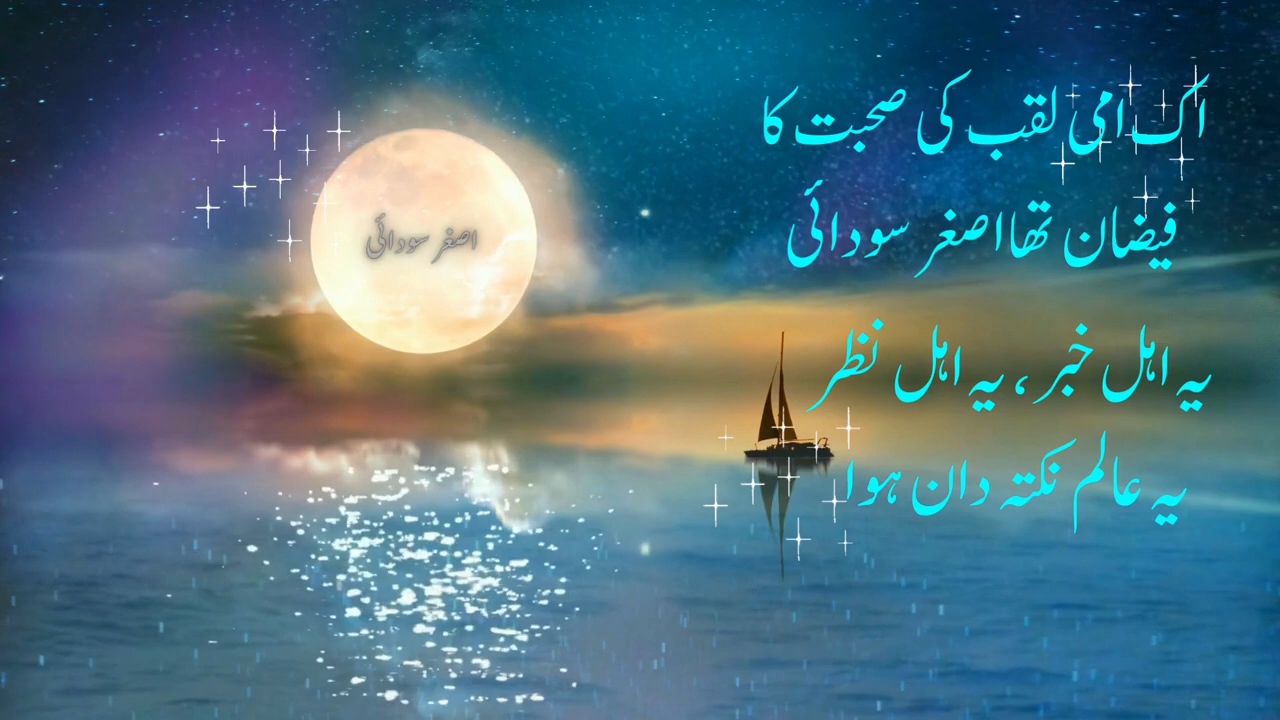 اک امی لقب کی صحبت کا
فیضان تھا اصغر سودائی
یہ اہل خبر، یہ اہل نظر
یہ عالم نکتہ دان ہوا
اصغر سودائی